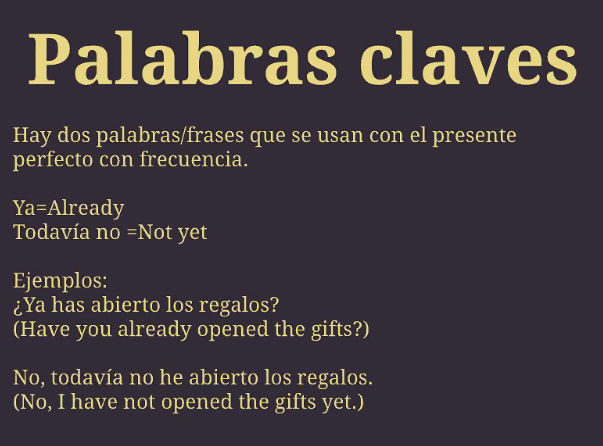 Palabras claves
Hay dos palabras/frases que se usan con el presente
perfecto con frecuencia.
Ya=Already
Todavía no =Not yet
Ejemplos:
¿Ya has abierto los regalos?
(Have you already opened the gifts?)
No, todavía no he abierto los regalos.
(No, I have not opened the gifts yet.)